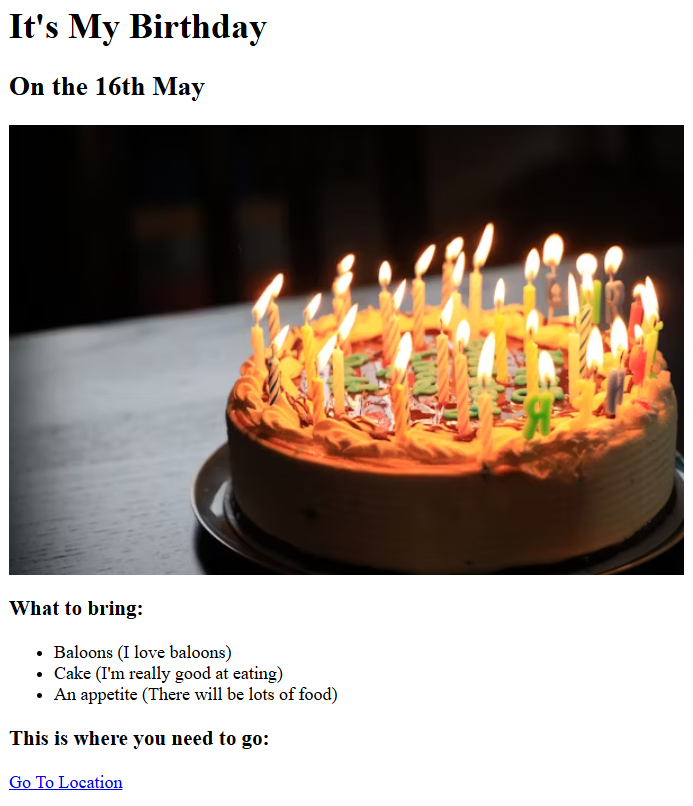 It's My Birthday
On the 16th May
What to bring:
Baloons (I love baloons)
Cake (I'm really good at eating)
An appetite (There will be lots of food)
This is where you need to go:
Go To Location